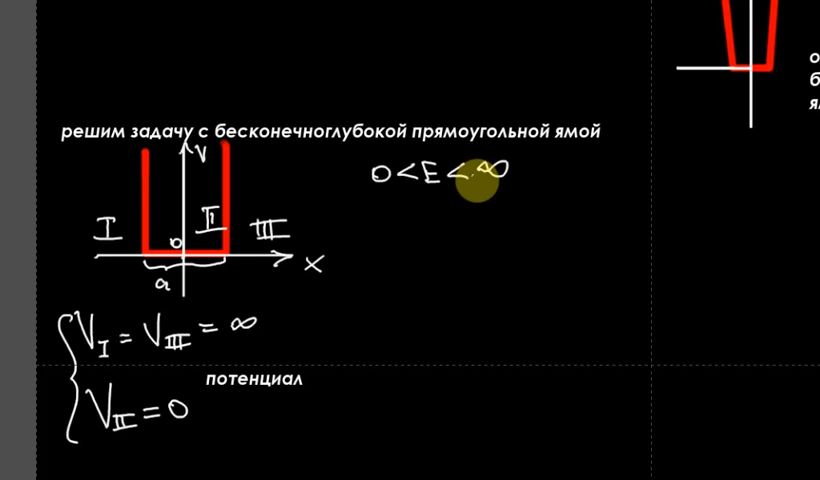 решим задачу с бесконечноглубокой прямоугольной ямой
V
0 < E < ∞
I
II
III
0
x
a
V_I = V_III = ∞
потенциал
V_II = 0
о
б
я